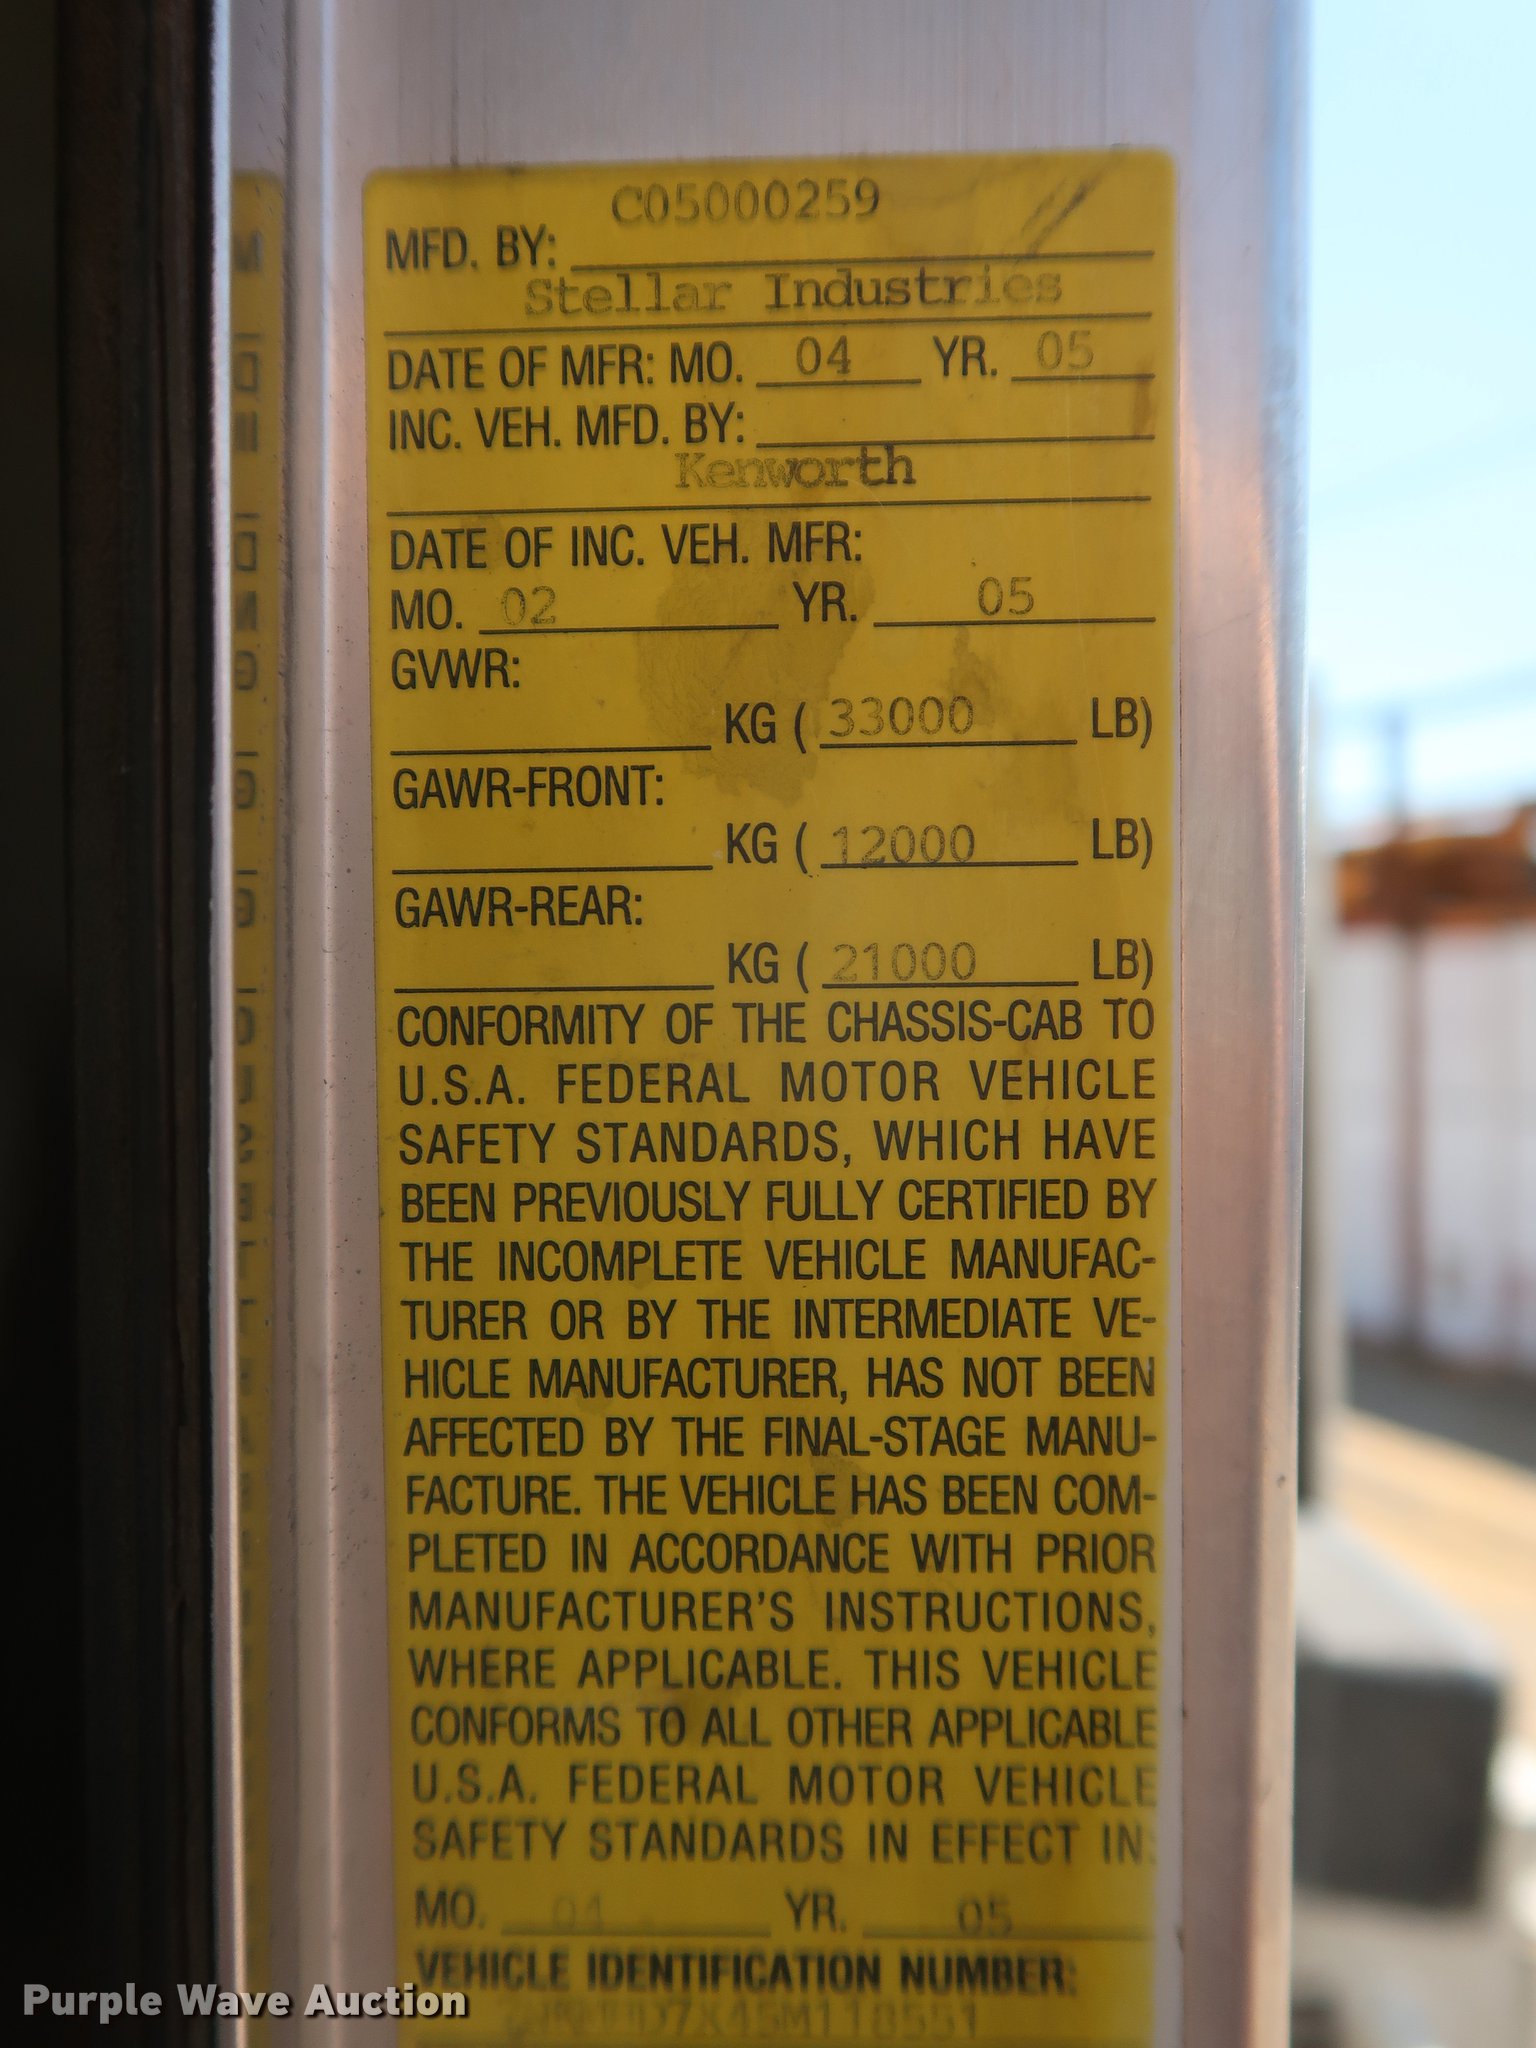 C05000259
MFD. BY:
Stellar Industries
DATE OF MFR: MO. 04 YR. 05
INC. VEH. MFD. BY:
Kenworth
DATE OF INC. VEH. MFR:
MO. 02 YR. 05
GVWR:
KG ( 33000 LB)
GAWR-FRONT:
KG ( 12000 LB)
GAWR-REAR:
KG ( 21000 LB)
CONFORMITY OF THE CHASSIS-CAB TO
U.S.A. FEDERAL MOTOR VEHICLE
SAFETY STANDARDS, WHICH HAVE
BEEN PREVIOUSLY FULLY CERTIFIED BY
THE INCOMPLETE VEHICLE MANUFAC-
TURER OR BY THE INTERMEDIATE VE-
HICLE MANUFACTURER, HAS NOT BEEN
AFFECTED BY THE FINAL-STAGE MANU-
FACTURE. THE VEHICLE HAS BEEN COM-
PLETED IN ACCORDANCE WITH PRIOR
MANUFACTURER'S INSTRUCTIONS,
WHERE APPLICABLE. THIS VEHICLE
CONFORMS TO ALL OTHER APPLICABLE
U.S.A. FEDERAL MOTOR VEHICLE
SAFETY STANDARDS IN EFFECT IN:
MO. 04 YR. 05
VEHICLE IDENTIFICATION NUMBER:
Purple Wave Auction